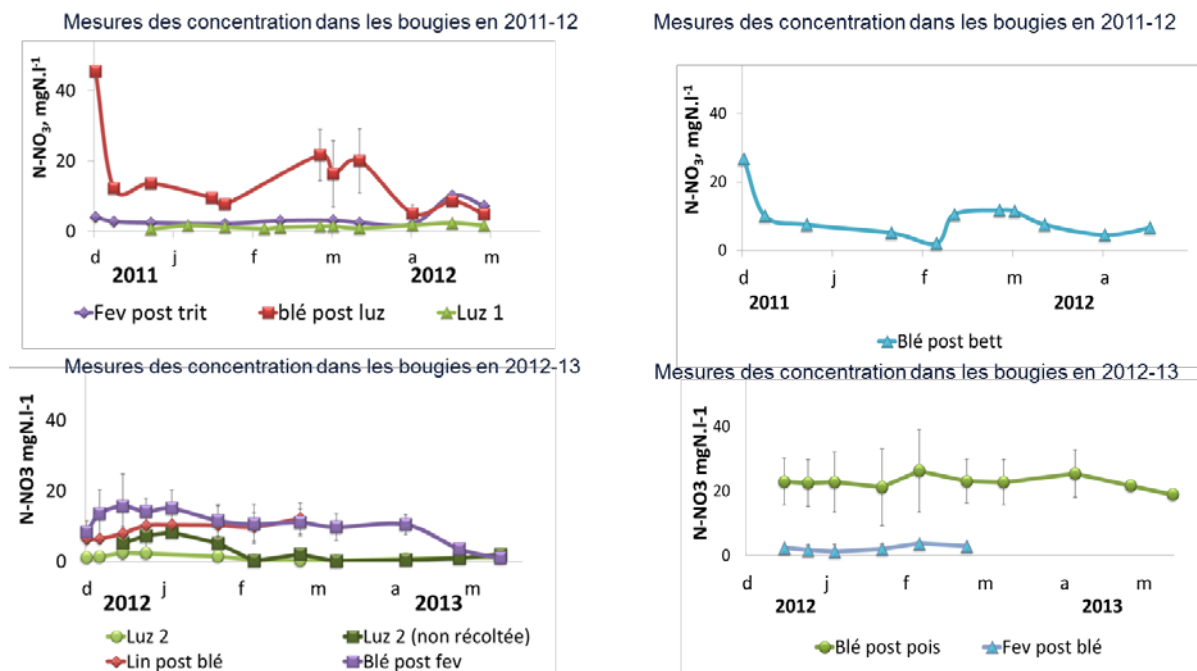 Mesures des concentration dans les bougies en 2011-12
N-NO3, mgN.l-1
40
20
0
d j f m a m
2011 2012
Fev post trit blé post luz Luz 1
Mesures des concentration dans les bougies en 2011-12
N-NO3, mgN.l-1
40
20
0
d j f m a
2011 2012
Blé post bett
Mesures des concentration dans les bougies en 2012-13
N-NO3 mgN.l-1
40
20
0
d j f m a m
2012 2013
Luz 2 Luz 2 (non récoltée)
Lin post blé Blé post fev
Mesures des concentration dans les bougies en 2012-13
N-NO3 mgN.l-1
40
20
0
d j f m a m
2012 2013
Blé post pois Fev post blé